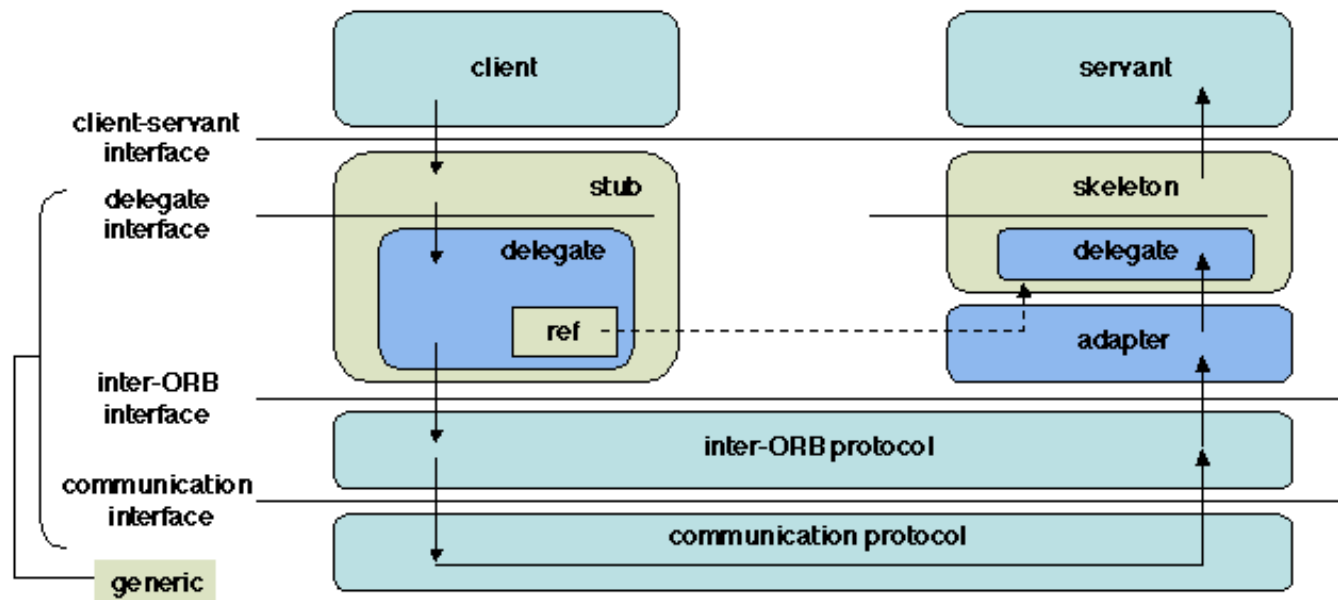 client
servant
client-servant
interface
stub
skeleton
delegate
interface
delegate
delegate
ref
adapter
inter-ORB
interface
inter-ORB protocol
communication
interface
communication protocol
generic